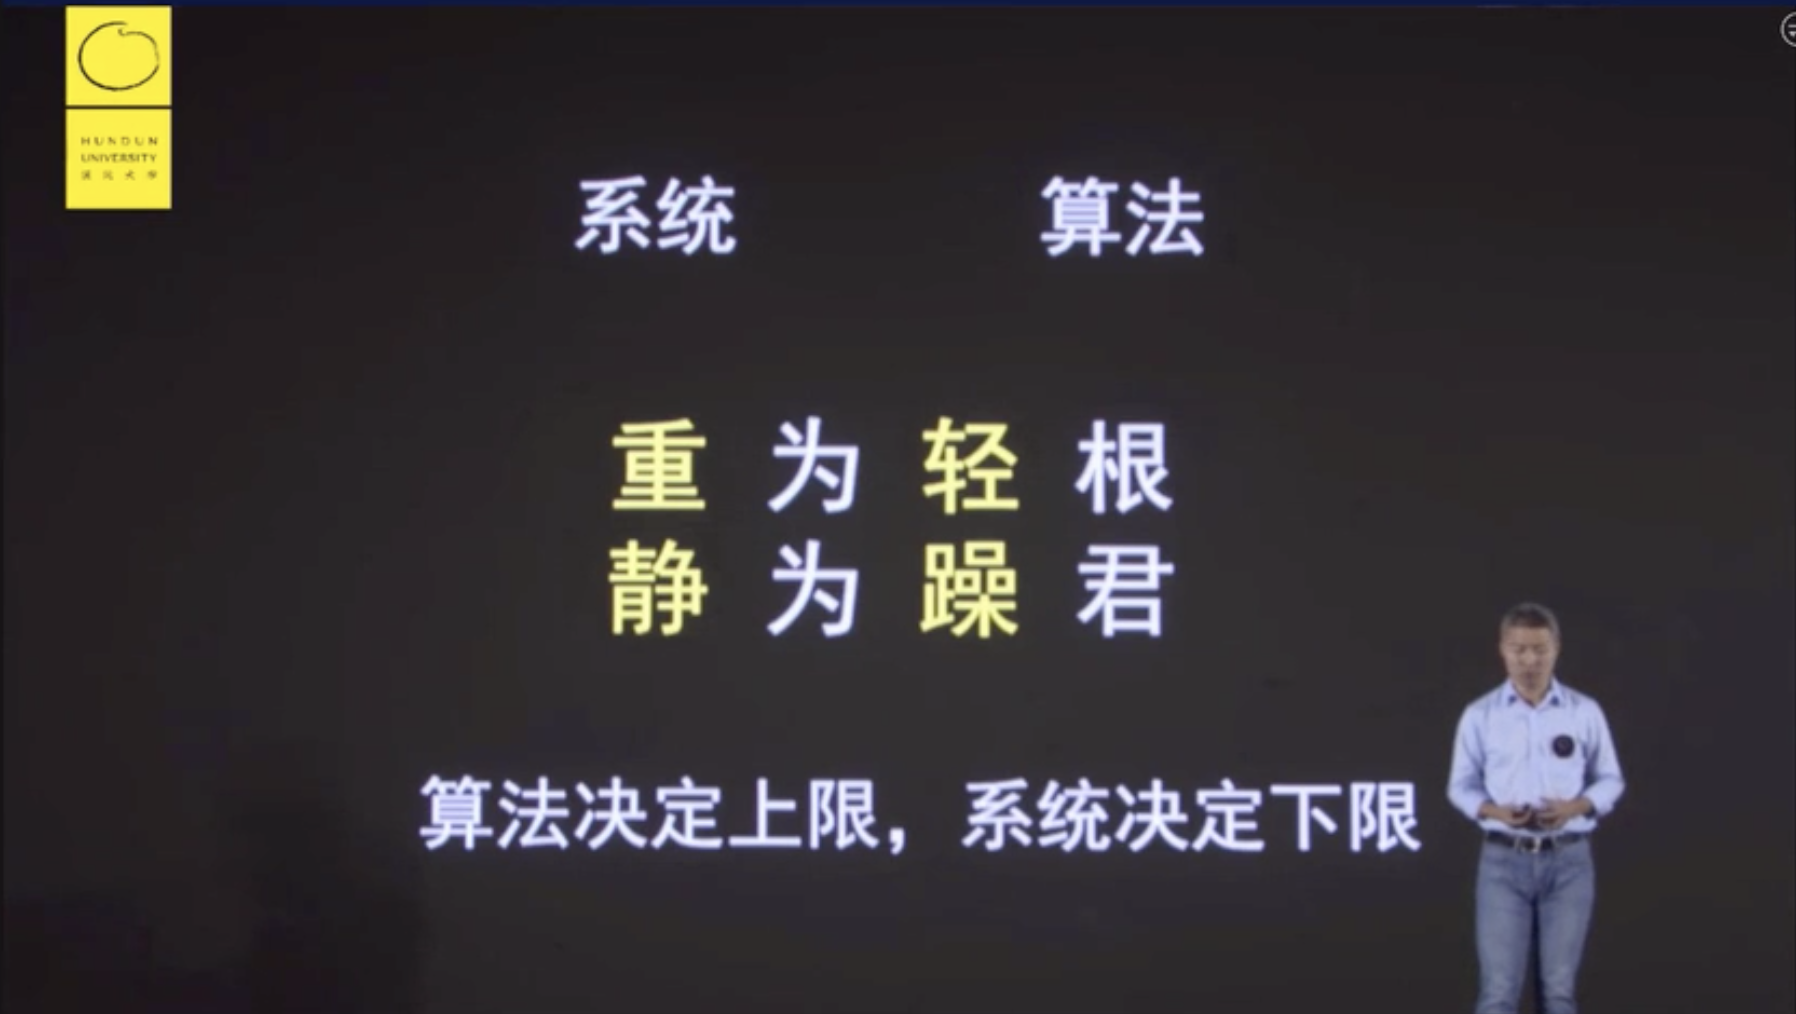 HUNDUN
UNIVERSITY
混沌大学
系统 算法
重 为 轻 根
静 为 躁 君
算法决定上限，系统决定下限